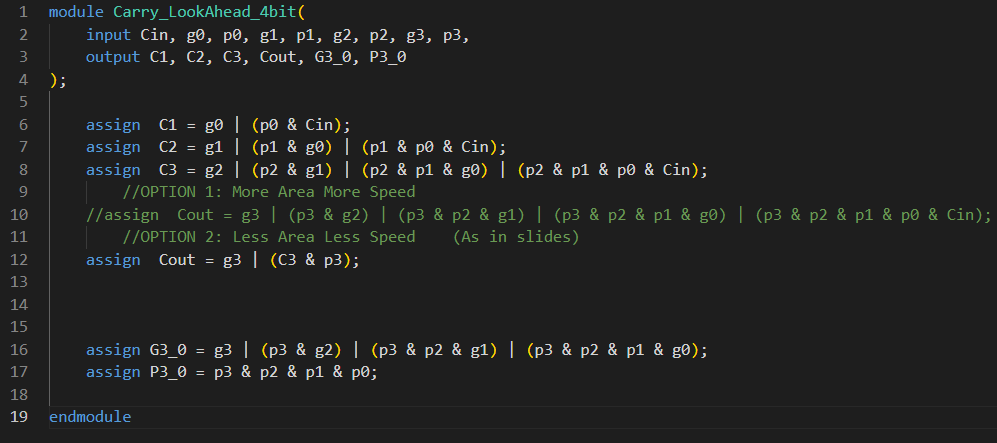 1 module Carry_LookAhead_4bit(
2 input Cin, g0, p0, g1, p1, g2, p2, g3, p3,
3 output C1, C2, C3, Cout, G3_0, P3_0
4 );
5
6 assign  C1 = g0 | (p0 & Cin);
7 assign  C2 = g1 | (p1 & g0) | (p1 & p0 & Cin);
8 assign  C3 = g2 | (p2 & g1) | (p2 & p1 & g0) | (p2 & p1 & p0 & Cin);
9 //OPTION 1: More Area More Speed
10 //assign  Cout = g3 | (p3 & g2) | (p3 & p2 & g1) | (p3 & p2 & p1 & g0) | (p3 & p2 & p1 & p0 & Cin);
11 //OPTION 2: Less Area Less Speed    (As in slides)
12 assign  Cout = g3 | (C3 & p3);
13
14
15
16 assign G3_0 = g3 | (p3 & g2) | (p3 & p2 & g1) | (p3 & p2 & p1 & g0);
17 assign P3_0 = p3 & p2 & p1 & p0;
18
19 endmodule